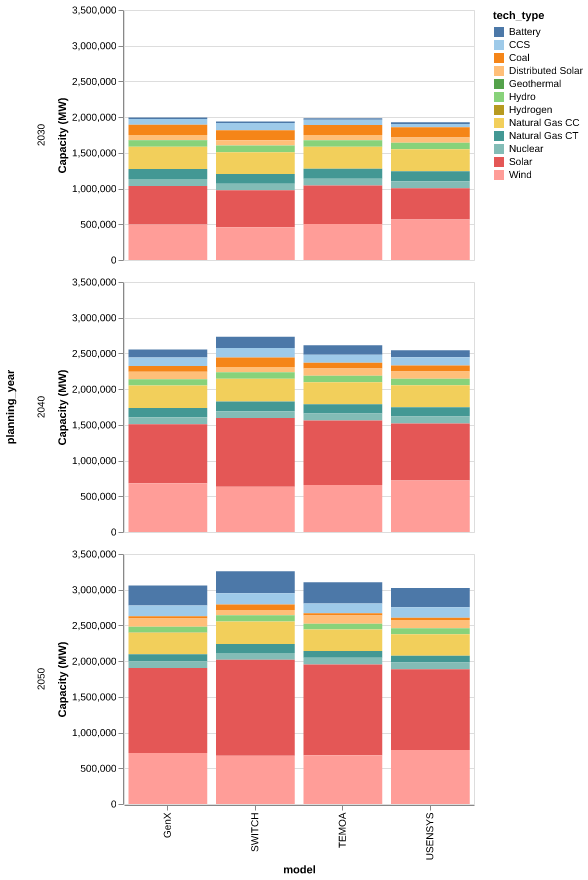 3,500,000
3,000,000
2,500,000
2,000,000
1,500,000
1,000,000
500,000
0
Capacity (MW)
2030
tech_type
Battery
CCS
Coal
Distributed Solar
Geothermal
Hydro
Hydrogen
Natural Gas CC
Natural Gas CT
Nuclear
Solar
Wind
3,500,000
3,000,000
2,500,000
2,000,000
1,500,000
1,000,000
500,000
0
Capacity (MW)
2040
planning_year
3,500,000
3,000,000
2,500,000
2,000,000
1,500,000
1,000,000
500,000
0
Capacity (MW)
2050
GenX
SWITCH
TEMOA
USENSYS
model